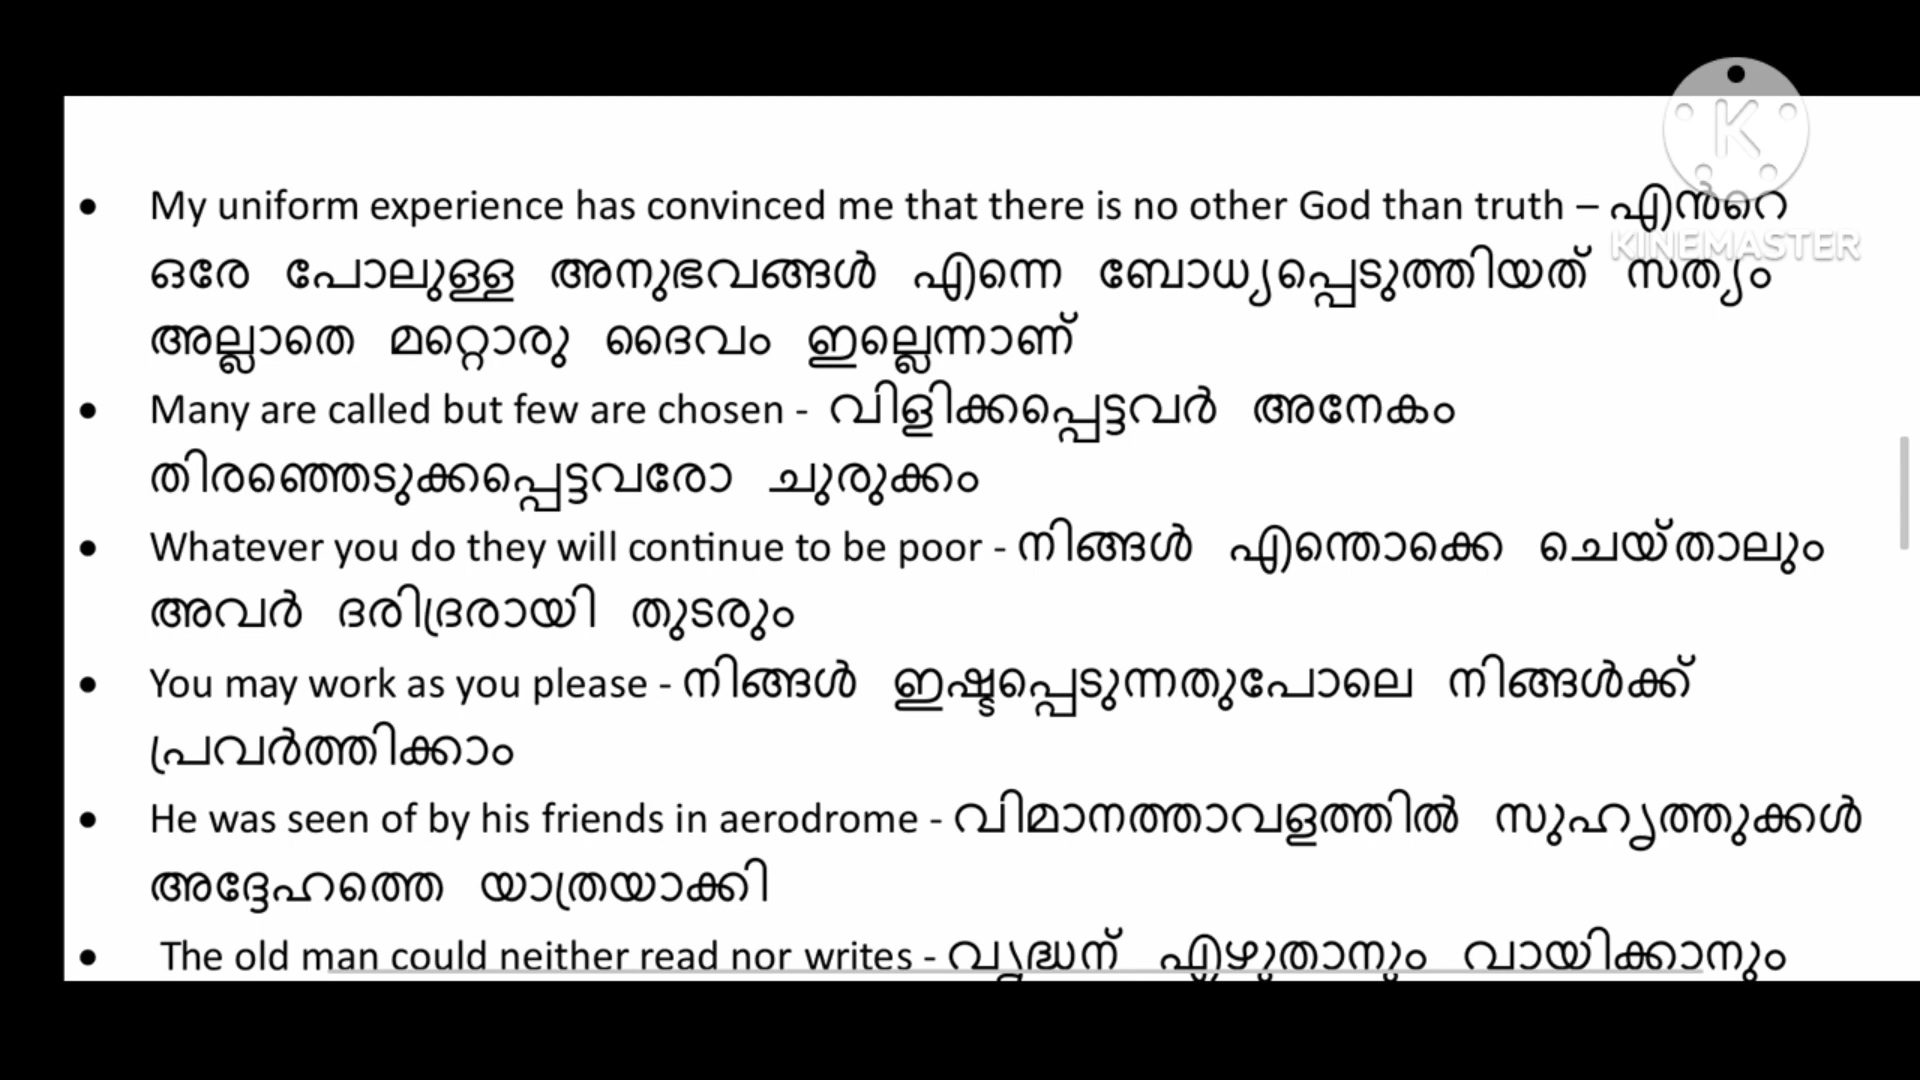 • My uniform experience has convinced me that there is no other God than truth – എൻറെ
ഒരേ പോലുള്ള അനുഭവങ്ങൾ എന്നെ ബോധ്യപ്പെടുത്തിയത് സത്യം
അല്ലാതെ മറ്റൊരു ദൈവം ഇല്ലെന്നാണ്
• Many are called but few are chosen - വിളിക്കപ്പെട്ടവർ അനേകം
തിരഞ്ഞെടുക്കപ്പെട്ടവരോ ചുരുക്കം
• Whatever you do they will continue to be poor - നിങ്ങൾ എന്തൊക്കെ ചെയ്താലും
അവർ ദരിദ്രരായി തുടരും
• You may work as you please - നിങ്ങൾ ഇഷ്ടപ്പെടുന്നതുപോലെ നിങ്ങൾക്ക്
പ്രവർത്തിക്കാം
• He was seen of by his friends in aerodrome - വിമാനത്താവളത്തിൽ സുഹൃത്തുക്കൾ
അദ്ദേഹത്തെ യാത്രയാക്കി
• The old man could neither read nor writes - വൃദ്ധന് എഴുതാനും വായിക്കാനും
K
KINEMASTER